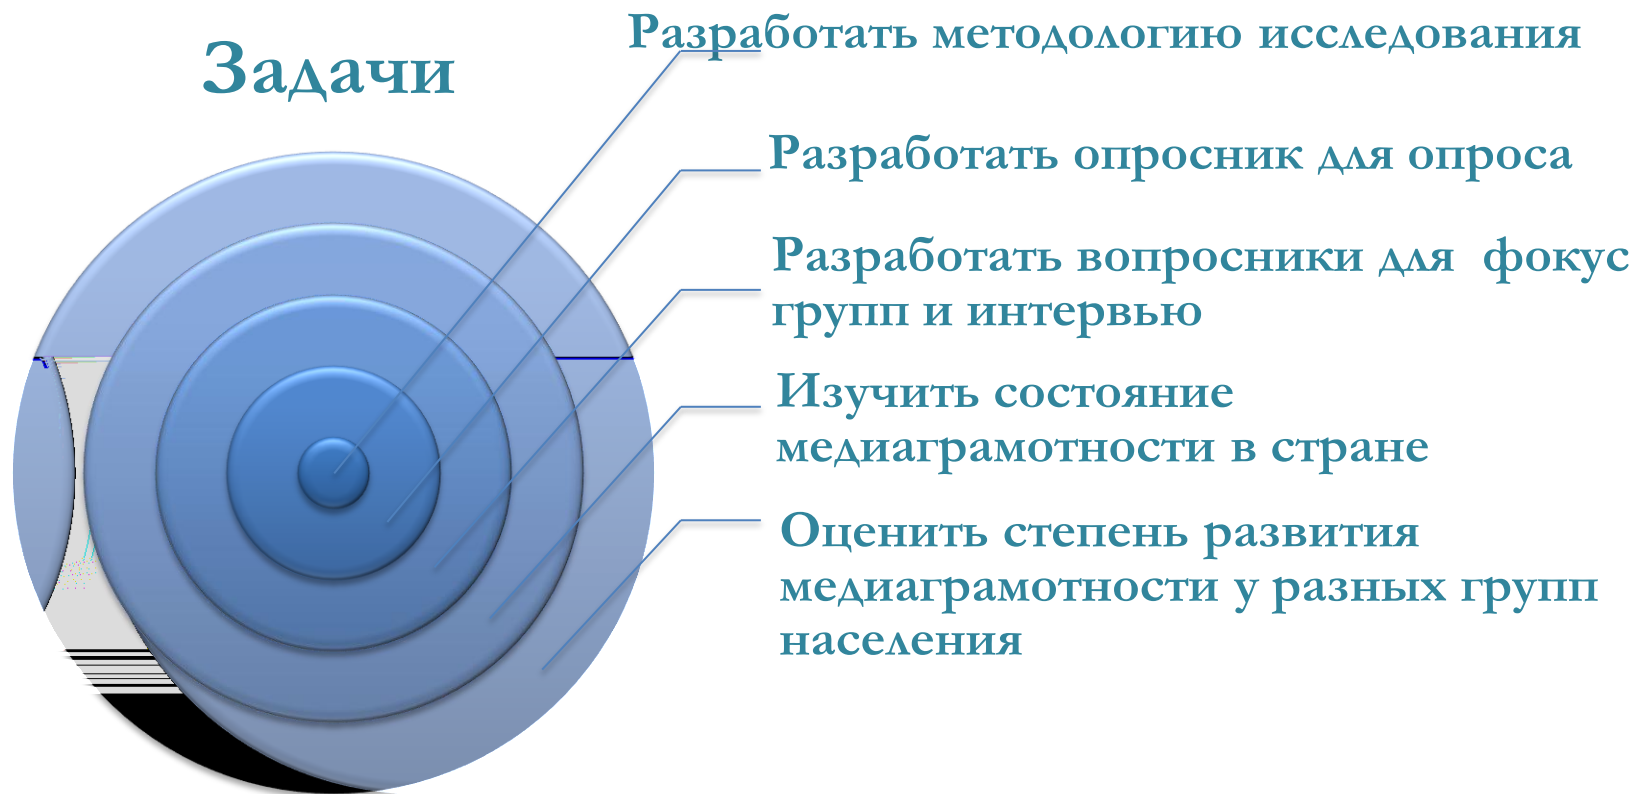 Задачи
Разработать методологию исследования
Разработать опросник для опроса
Разработать вопросники для фокус
групп и интервью
Изучить состояние
медиаграмотности в стране
Оценить степень развития
медиаграмотности у разных групп
населения